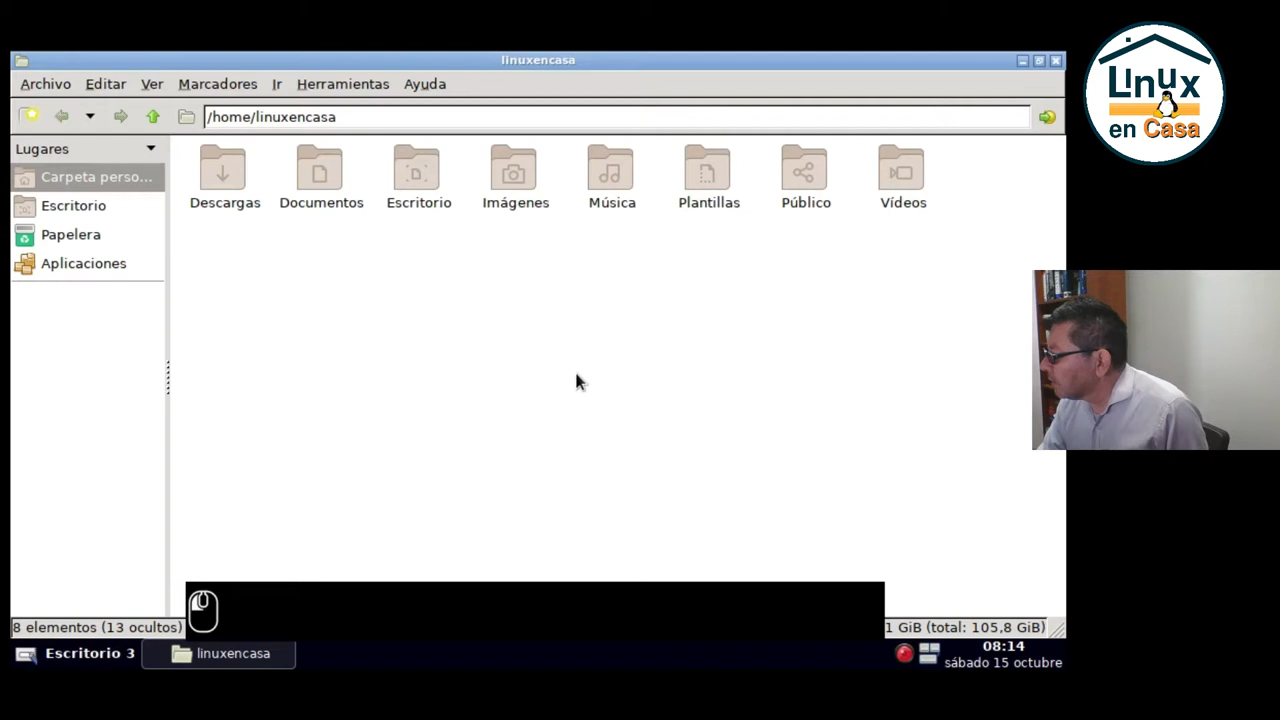 linuxencasa
Linux
en Casa
Archivo Editar Ver Marcadores Ir Herramientas Ayuda
/home/linuxencasa
Lugares
Carpeta perso...
Escritorio
Papelera
Aplicaciones
Descargas Documentos Escritorio Imágenes Música Plantillas Público Vídeos
8 elementos (13 ocultos)
1 GiB (total: 105,8 GiB)
Escritorio 3
linuxencasa
08:14
sábado 15 octubre